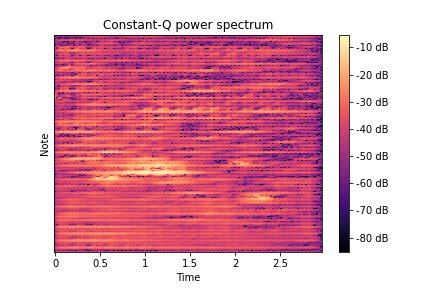 Constant-Q power spectrum
Note
0
0.5
1
1.5
2
2.5
Time
-10 dB
-20 dB
-30 dB
-40 dB
-50 dB
-60 dB
-70 dB
-80 dB